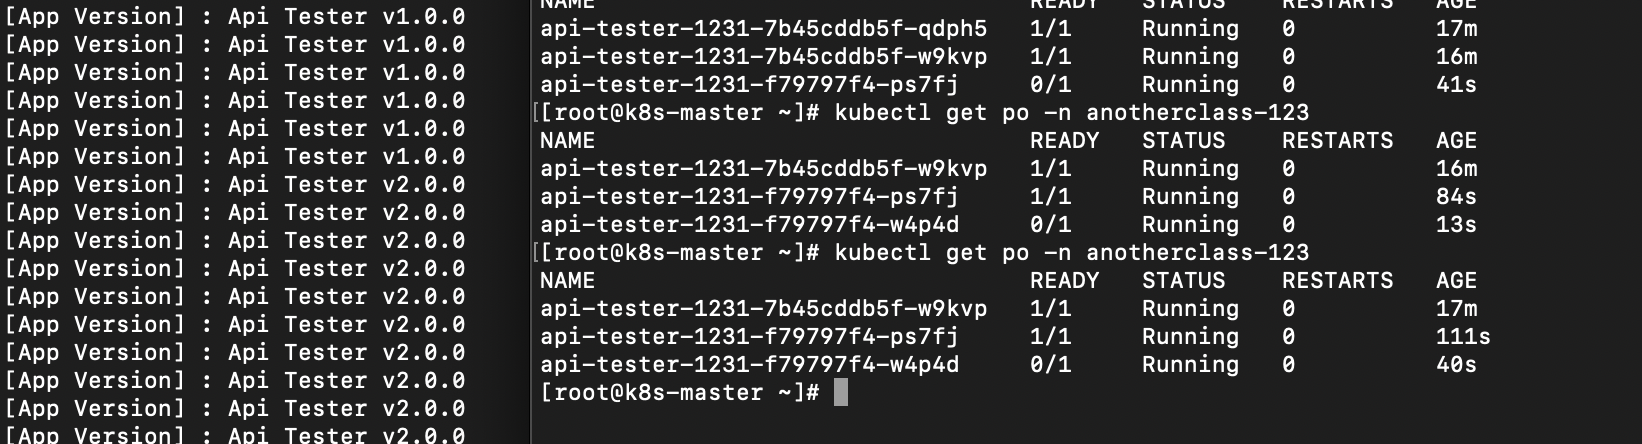 [App Version] : Api Tester v1.0.0
[App Version] : Api Tester v1.0.0
[App Version] : Api Tester v1.0.0
[App Version] : Api Tester v1.0.0
[App Version] : Api Tester v1.0.0
[App Version] : Api Tester v1.0.0
[App Version] : Api Tester v2.0.0
[App Version] : Api Tester v2.0.0
[App Version] : Api Tester v2.0.0
[App Version] : Api Tester v2.0.0
[App Version] : Api Tester v2.0.0
[App Version] : Api Tester v2.0.0
[App Version] : Api Tester v2.0.0
[App Version] : Api Tester v2.0.0
[App Version] : Api Tester v2.0.0
[App Version] : Api Tester v2.0.0
NAME READY STATUS RESTARTS AGE
api-tester-1231-7b45cddb5f-qdph5 1/1 Running 0 17m
api-tester-1231-7b45cddb5f-w9kvp 1/1 Running 0 16m
api-tester-1231-f79797f4-ps7fj 0/1 Running 0 41s
[[root@k8s-master ~]# kubectl get po -n anotherclass-123
NAME READY STATUS RESTARTS AGE
api-tester-1231-7b45cddb5f-w9kvp 1/1 Running 0 16m
api-tester-1231-f79797f4-ps7fj 1/1 Running 0 84s
api-tester-1231-f79797f4-w4p4d 0/1 Running 0 13s
[[root@k8s-master ~]# kubectl get po -n anotherclass-123
NAME READY STATUS RESTARTS AGE
api-tester-1231-7b45cddb5f-w9kvp 1/1 Running 0 17m
api-tester-1231-f79797f4-ps7fj 1/1 Running 0 111s
api-tester-1231-f79797f4-w4p4d 0/1 Running 0 40s
[root@k8s-master ~]#